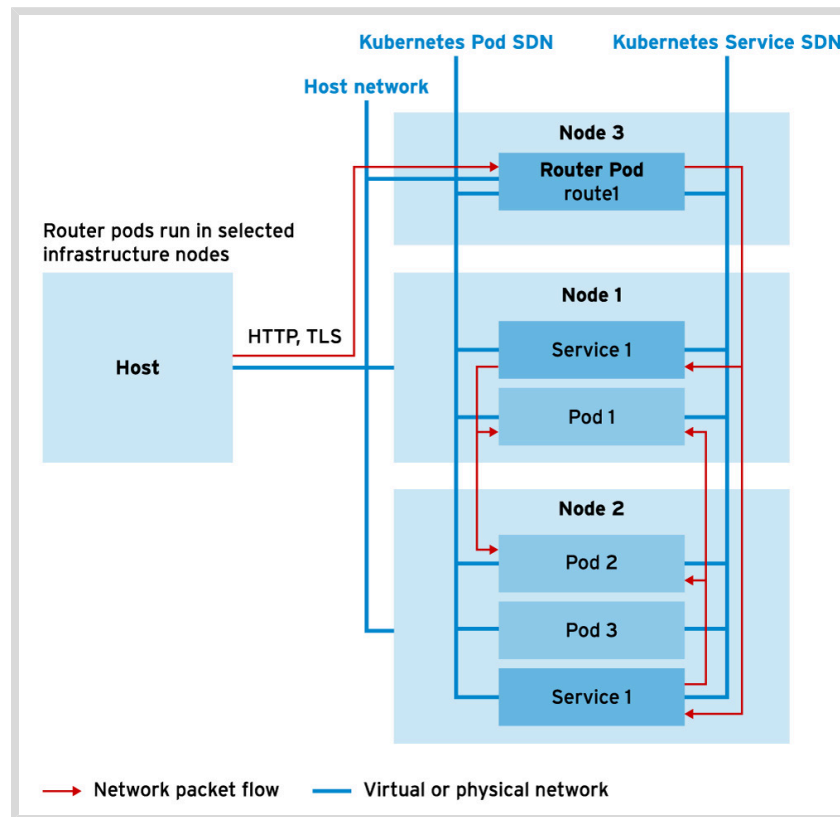 Kubernetes Pod SDN
Kubernetes Service SDN
Host network
Node 3
Router Pod
route1
Router pods run in selected
infrastructure nodes
Node 1
HTTP, TLS
Service 1
Host
Pod 1
Node 2
Pod 2
Pod 3
Service 1
Network packet flow
Virtual or physical network